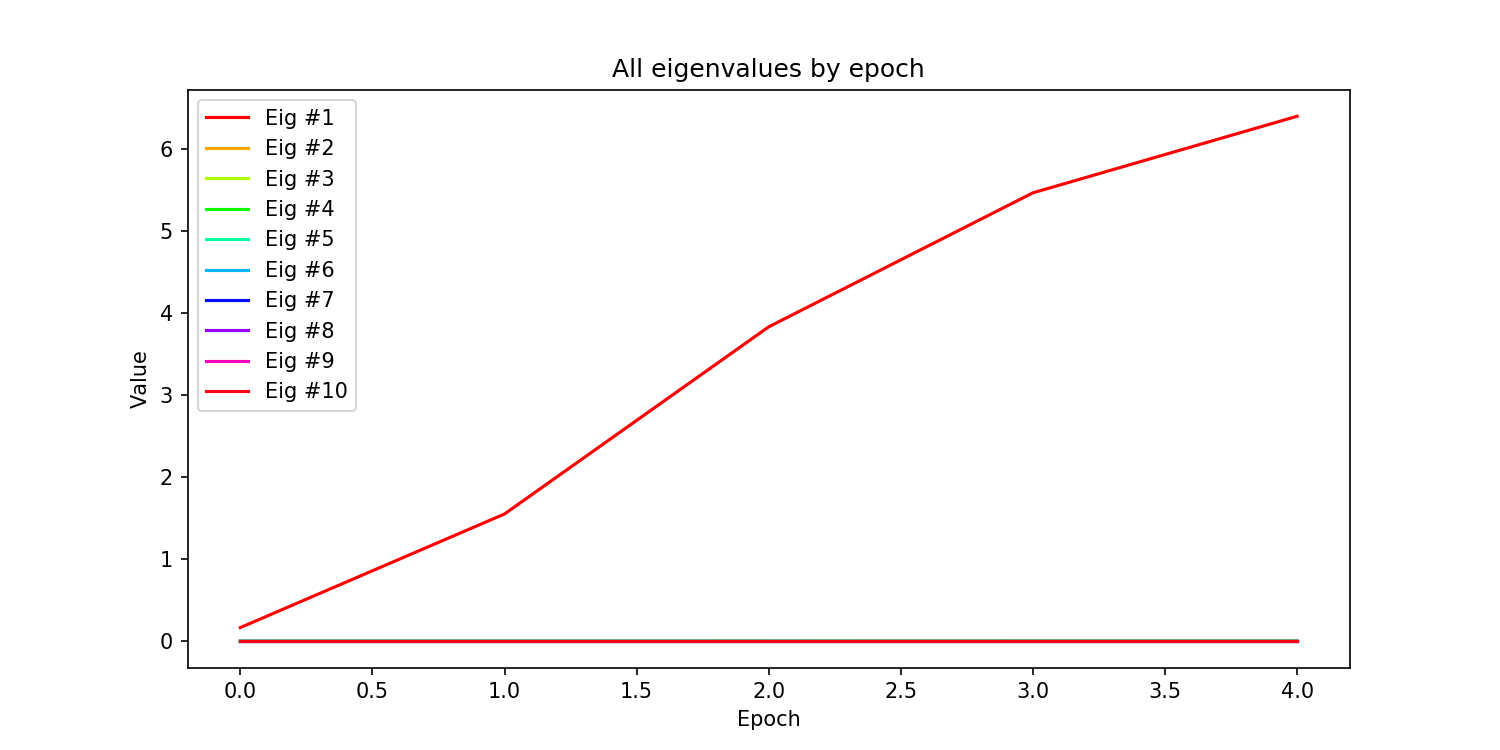 All eigenvalues by epoch
Eig #1
Eig #2
Eig #3
Eig #4
Eig #5
Eig #6
Eig #7
Eig #8
Eig #9
Eig #10
Value
6
5
4
3
2
1
0
0.0 0.5 1.0 1.5 2.0 2.5 3.0 3.5 4.0
Epoch